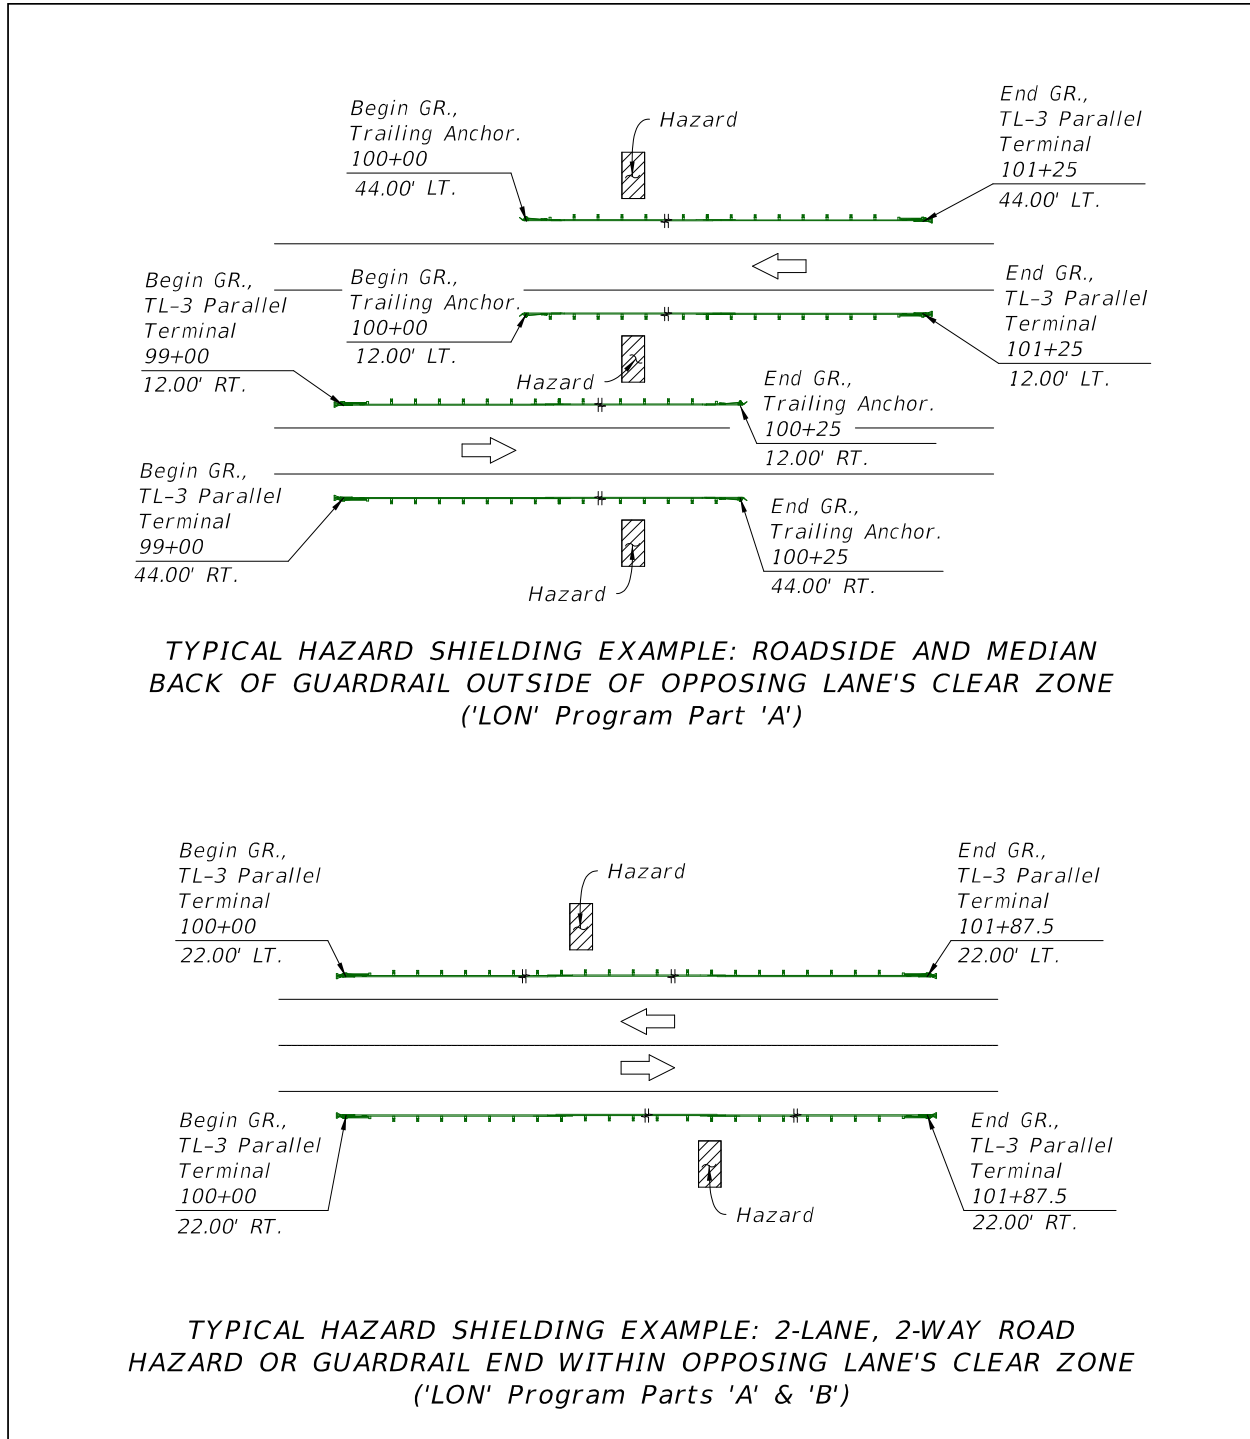 Begin GR.,
Trailing Anchor.
100+00
44.00' LT.
Hazard
End GR.,
TL-3 Parallel
Terminal
101+25
44.00' LT.
Begin GR.,
TL-3 Parallel
Terminal
99+00
12.00' RT.
Begin GR.,
Trailing Anchor.
100+00
12.00' LT.
End GR.,
TL-3 Parallel
Terminal
101+25
12.00' LT.
Hazard
End GR.,
Trailing Anchor.
100+25
12.00' RT.
Begin GR.,
TL-3 Parallel
Terminal
99+00
44.00' RT.
End GR.,
Trailing Anchor.
100+25
44.00' RT.
Hazard
TYPICAL HAZARD SHIELDING EXAMPLE: ROADSIDE AND MEDIAN
BACK OF GUARDRAIL OUTSIDE OF OPPOSING LANE'S CLEAR ZONE
('LON' Program Part 'A')
Begin GR.,
TL-3 Parallel
Terminal
100+00
22.00' LT.
Hazard
End GR.,
TL-3 Parallel
Terminal
101+87.5
22.00' LT.
Begin GR.,
TL-3 Parallel
Terminal
100+00
22.00' RT.
End GR.,
TL-3 Parallel
Terminal
101+87.5
22.00' RT.
Hazard
TYPICAL HAZARD SHIELDING EXAMPLE: 2-LANE, 2-WAY ROAD
HAZARD OR GUARDRAIL END WITHIN OPPOSING LANE'S CLEAR ZONE
('LON' Program Parts 'A' & 'B')